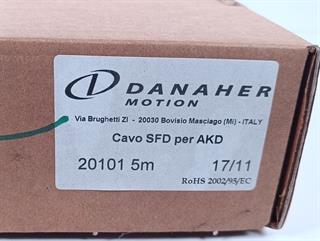 DANAHER
MOTION
Via Brughetti ZI - 20030 Bovisio Masciago (Mi) - ITALY
Cavo SFD per AKD
20101 5m 17/11
RoHS 2002/95/EC